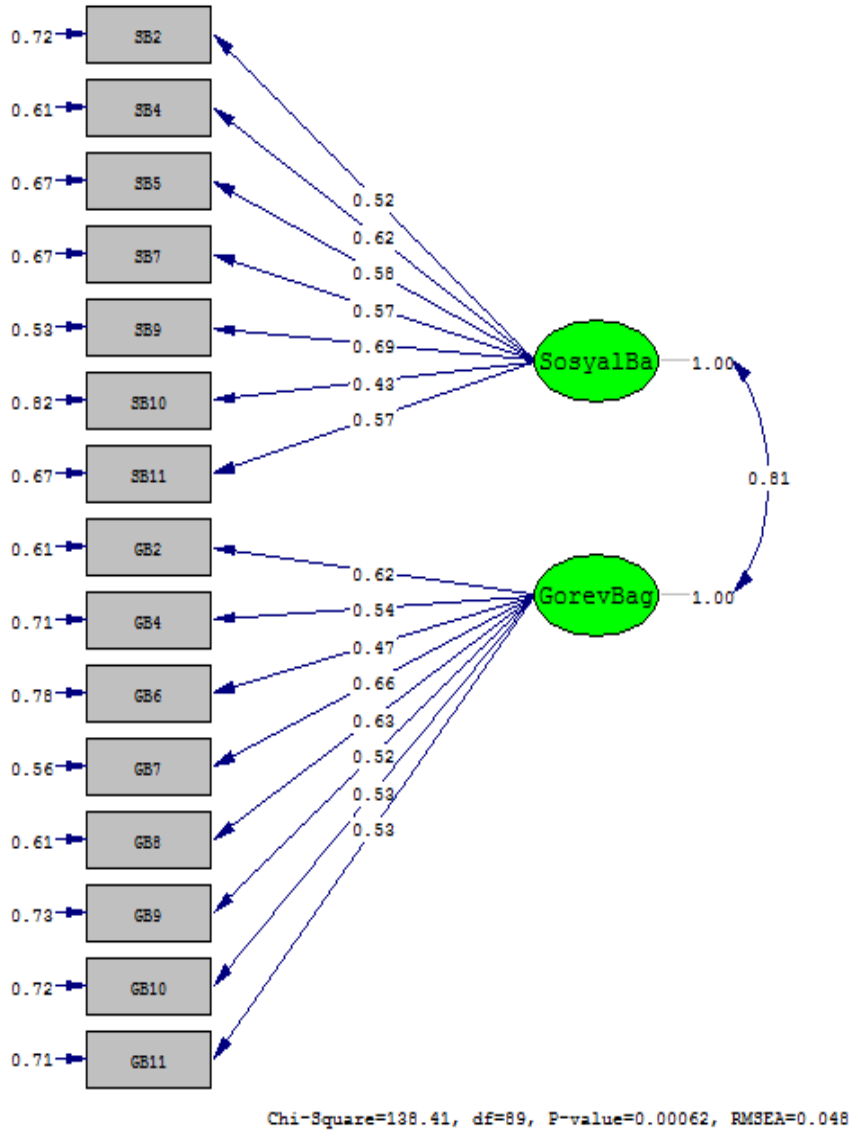 0.72 SB2
0.61 SB4
0.67 SB5
0.67 SB7
0.53 SB9
0.82 SB10
0.67 SB11
0.61 GB2
0.71 GB4
0.78 GB6
0.56 GB7
0.61 GB8
0.73 GB9
0.72 GB10
0.71 GB11
0.52
0.62
0.58
0.57
0.69
0.43
0.57
0.62
0.54
0.47
0.66
0.63
0.52
0.53
0.53
SosyalBa 1.00
0.81
GorevBag 1.00
Chi-Square=138.41, df=89, P-value=0.00062, RMSEA=0.048